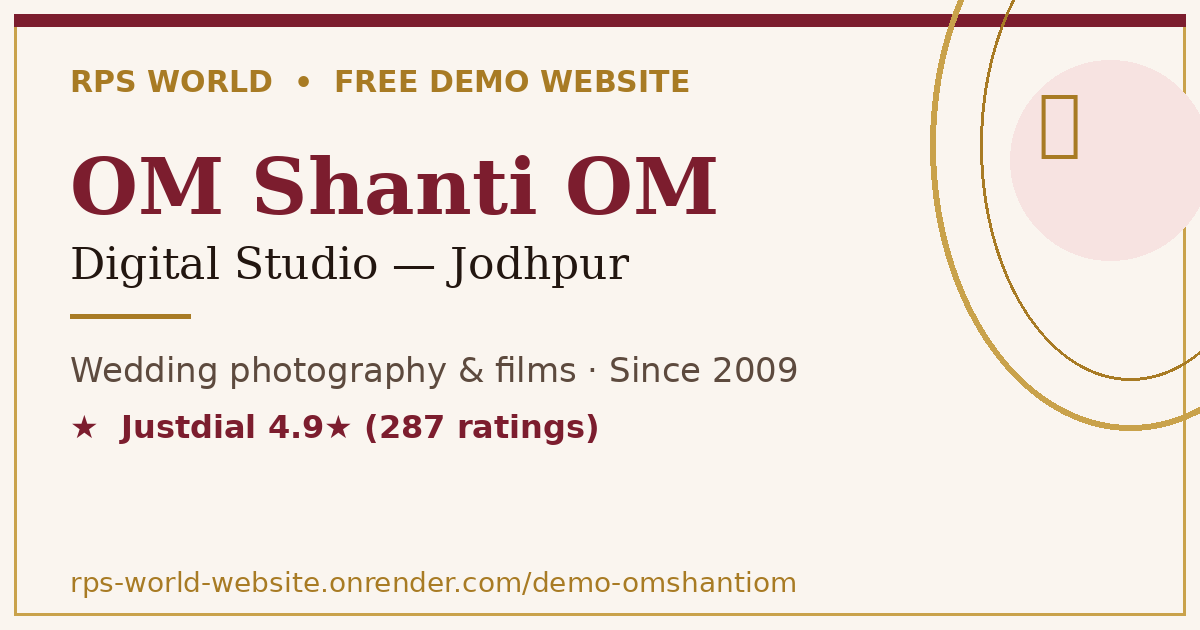 RPS WORLD • FREE DEMO WEBSITE
OM Shanti OM
Digital Studio — Jodhpur
Wedding photography & films · Since 2009
★ Justdial 4.9★ (287 ratings)
rps-world-website.onrender.com/demo-omshantiom